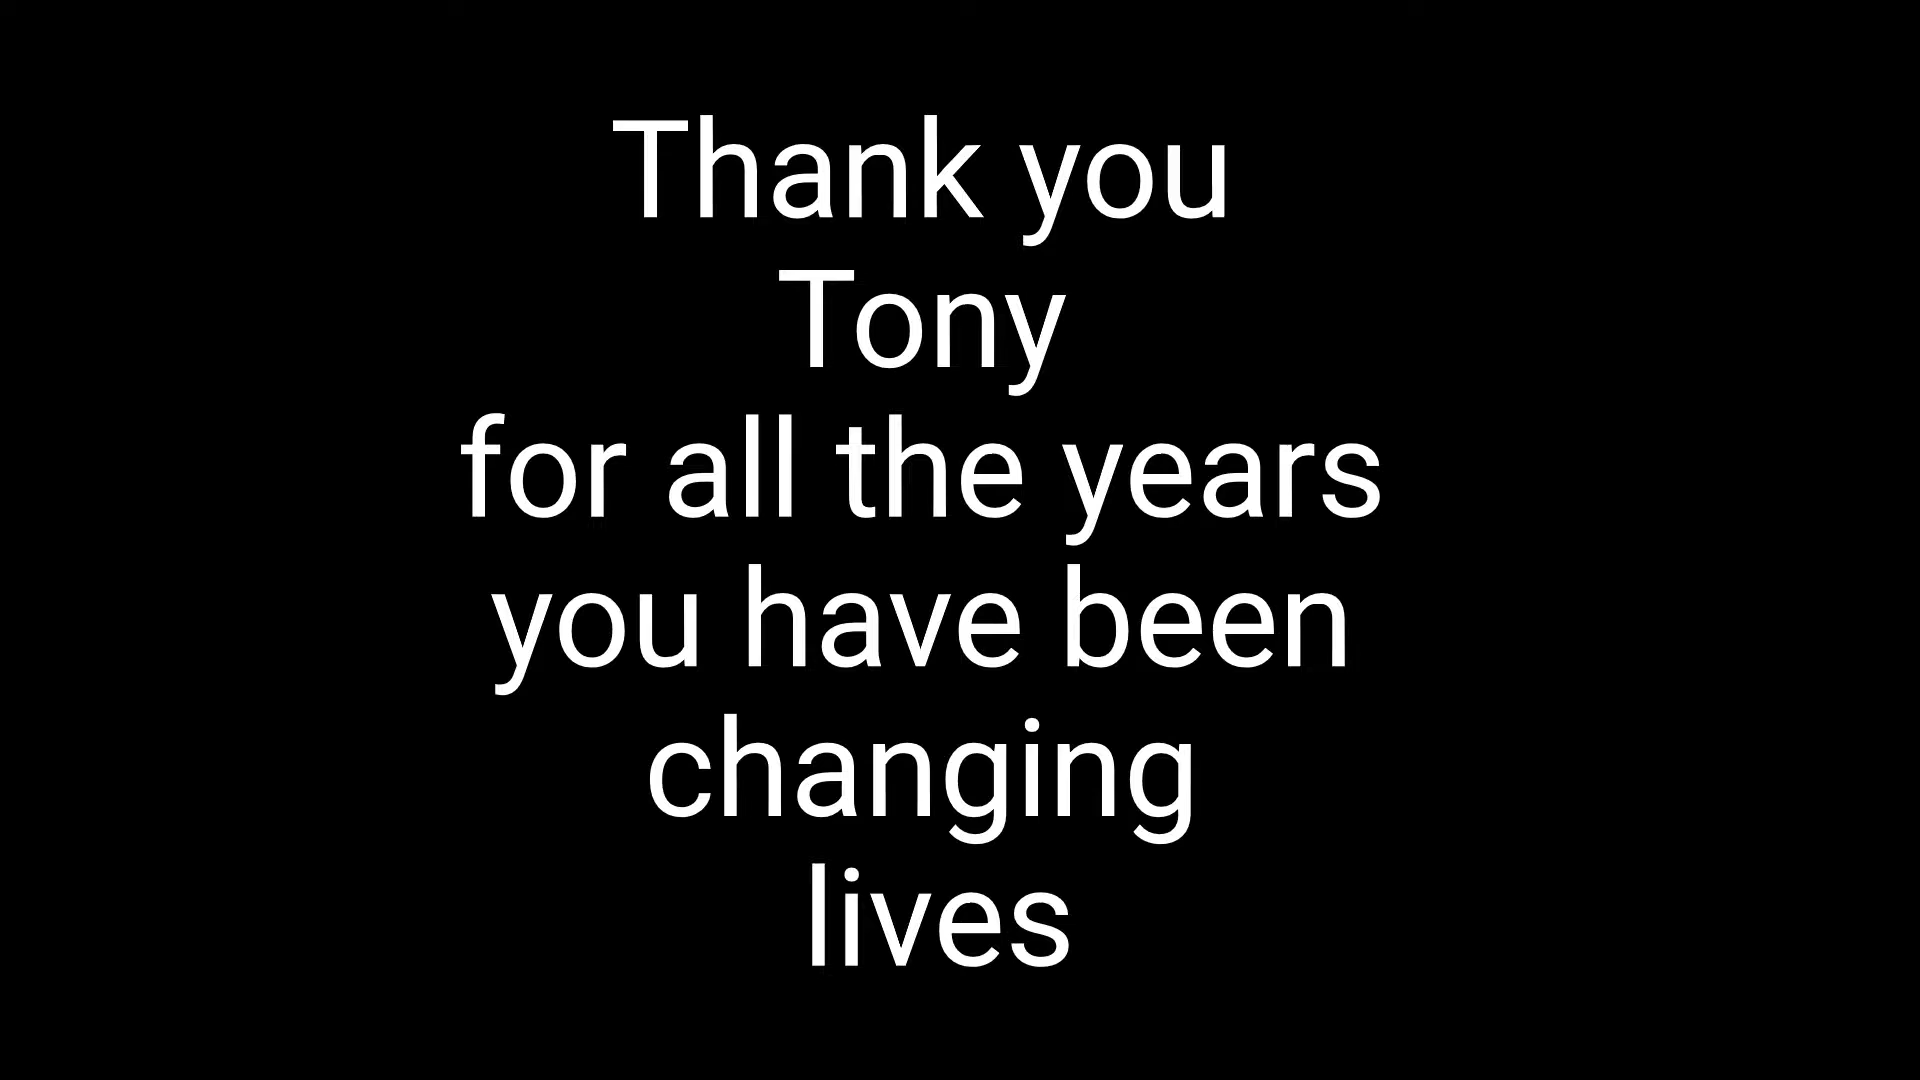 Thank you
Tony
for all the years
you have been
changing
lives